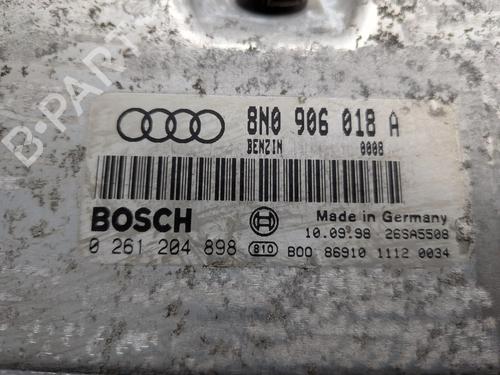 B-PARTS
8N0 906 018 A
BENZIN 0008
BOSCH
Made in Germany
10.09.98 26SA5508
0 261 204 898 810 B00 86910 1112 0034